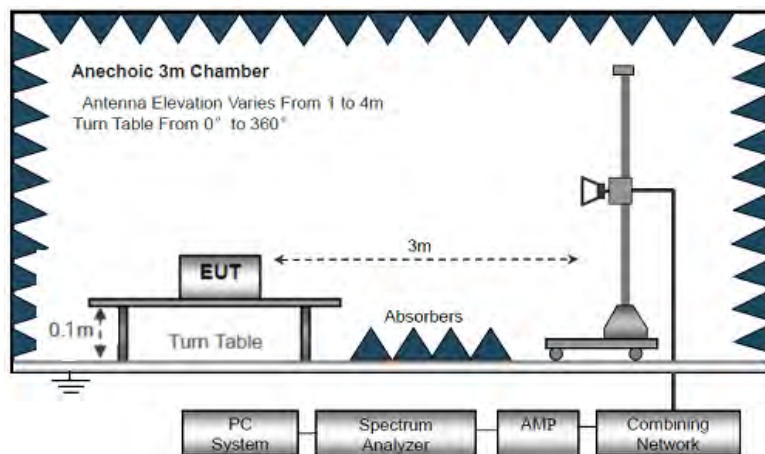 Anechoic 3m Chamber
Antenna Elevation Varies From 1 to 4m
Turn Table From 0° to 360°
3m
EUT
0.1m
Turn Table
Absorbers
PC
System
Spectrum
Analyzer
AMP
Combining
Network